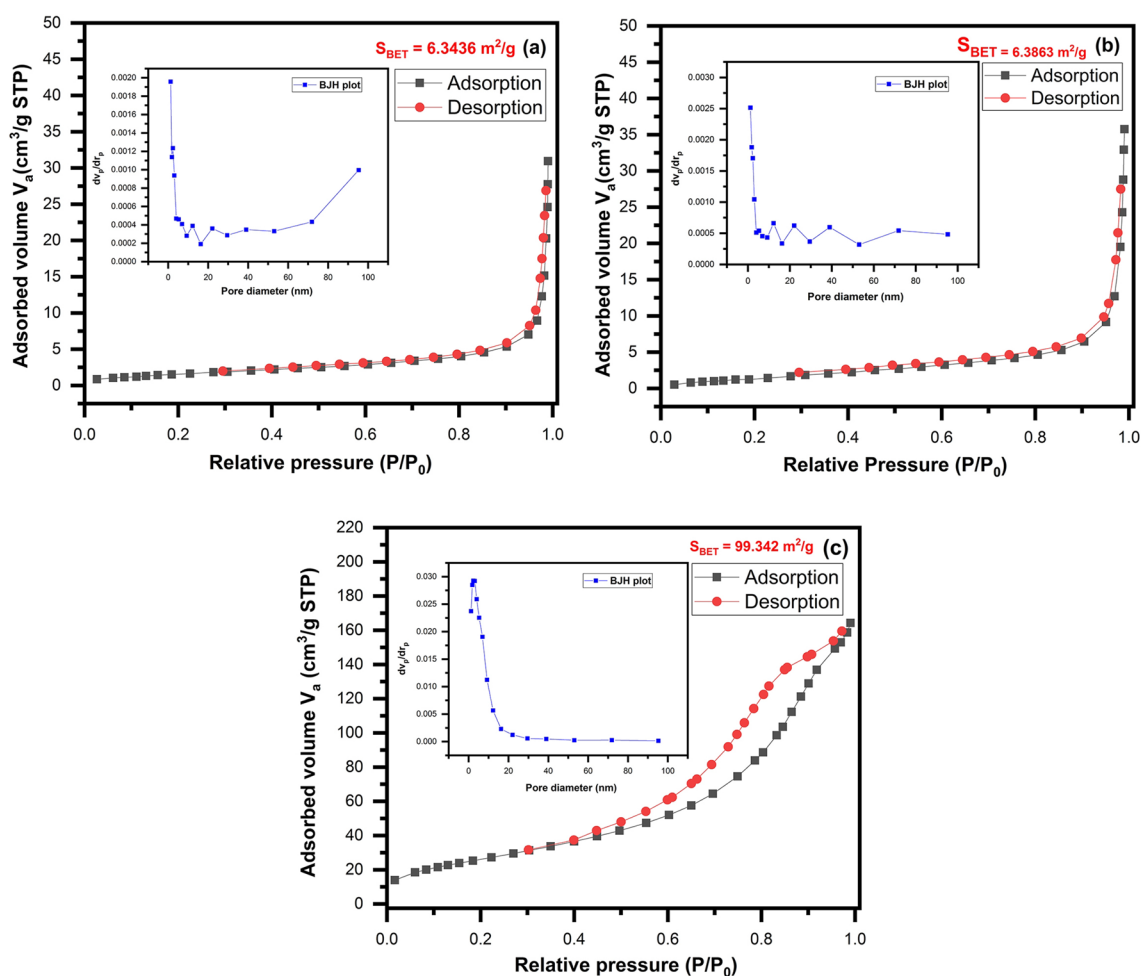 S_BET = 6.3436 m²/g (a)
Adsorption
Desorption
BJH plot
0.0020
0.0018
0.0016
0.0014
0.0012
0.0010
0.0008
0.0006
0.0004
0.0002
0.0000
dv_p/dr_p
0 20 40 60 80 100
Pore diameter (nm)
50
45
40
35
30
25
20
15
10
5
0
Adsorbed volume V_a(cm³/g STP)
0.0 0.2 0.4 0.6 0.8 1.0
Relative pressure (P/P₀)
S_BET = 6.3863 m²/g (b)
Adsorption
Desorption
BJH plot
0.0030
0.0025
0.0020
0.0015
0.0010
0.0005
0.0000
dv_p/dr_p
0 20 40 60 80 100
Pore diameter (nm)
50
45
40
35
30
25
20
15
10
5
0
Adsorbed volume V_a(cm³/g STP)
0.0 0.2 0.4 0.6 0.8 1.0
Relative Pressure (P/P₀)
S_BET = 99.342 m²/g (c)
Adsorption
Desorption
BJH plot
0.030
0.025
0.020
0.015
0.010
0.005
0.000
dv_p/dr_p
0 20 40 60 80 100
Pore diameter (nm)
220
200
180
160
140
120
100
80
60
40
20
0
Adsorbed volume V_a (cm³/g STP)
0.0 0.2 0.4 0.6 0.8 1.0
Relative pressure (P/P₀)